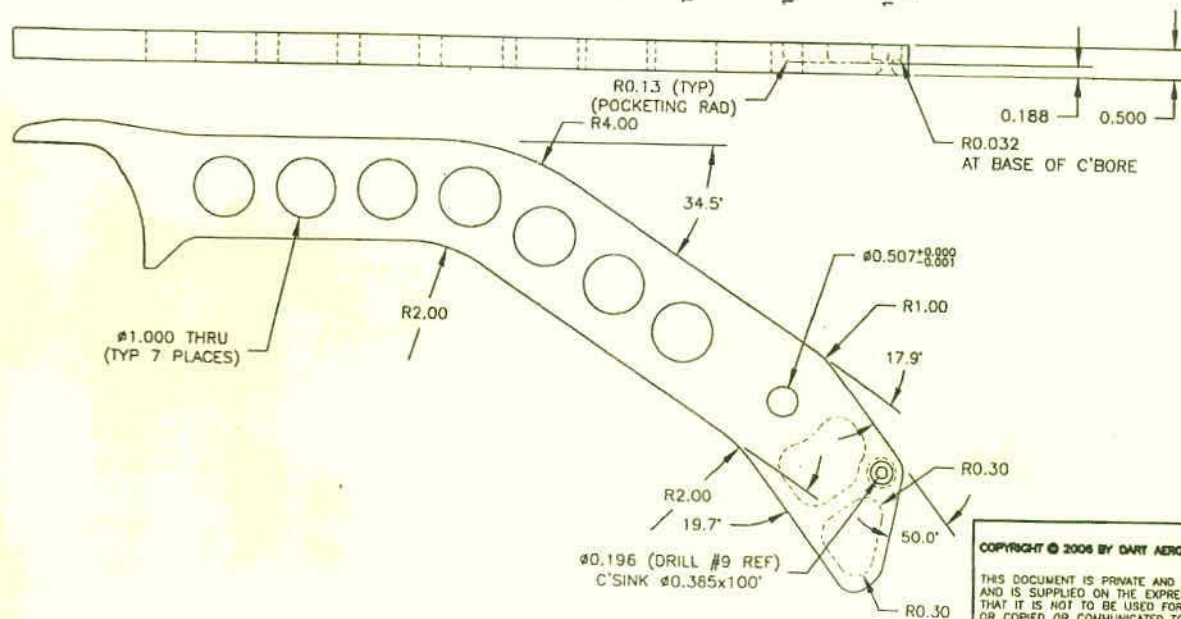 R0.13 (TYP)
(POCKETING RAD)
R4.00
0.188
0.500
R0.032
AT BASE OF C'BORE
34.5°
ø0.507 +0.000 -0.001
R1.00
17.9°
R2.00
ø1.000 THRU
(TYP 7 PLACES)
R0.30
R2.00
19.7°
50.0°
ø0.196 (DRILL #9 REF)
C'SINK ø0.385x100°
R0.30
COPYRIGHT © 2006 BY DART AERO
THIS DOCUMENT IS PRIVATE AND
AND IS SUPPLIED ON THE EXPRE
THAT IT IS NOT TO BE USED FOR
OR COPIED OR COMMUNICATED TO